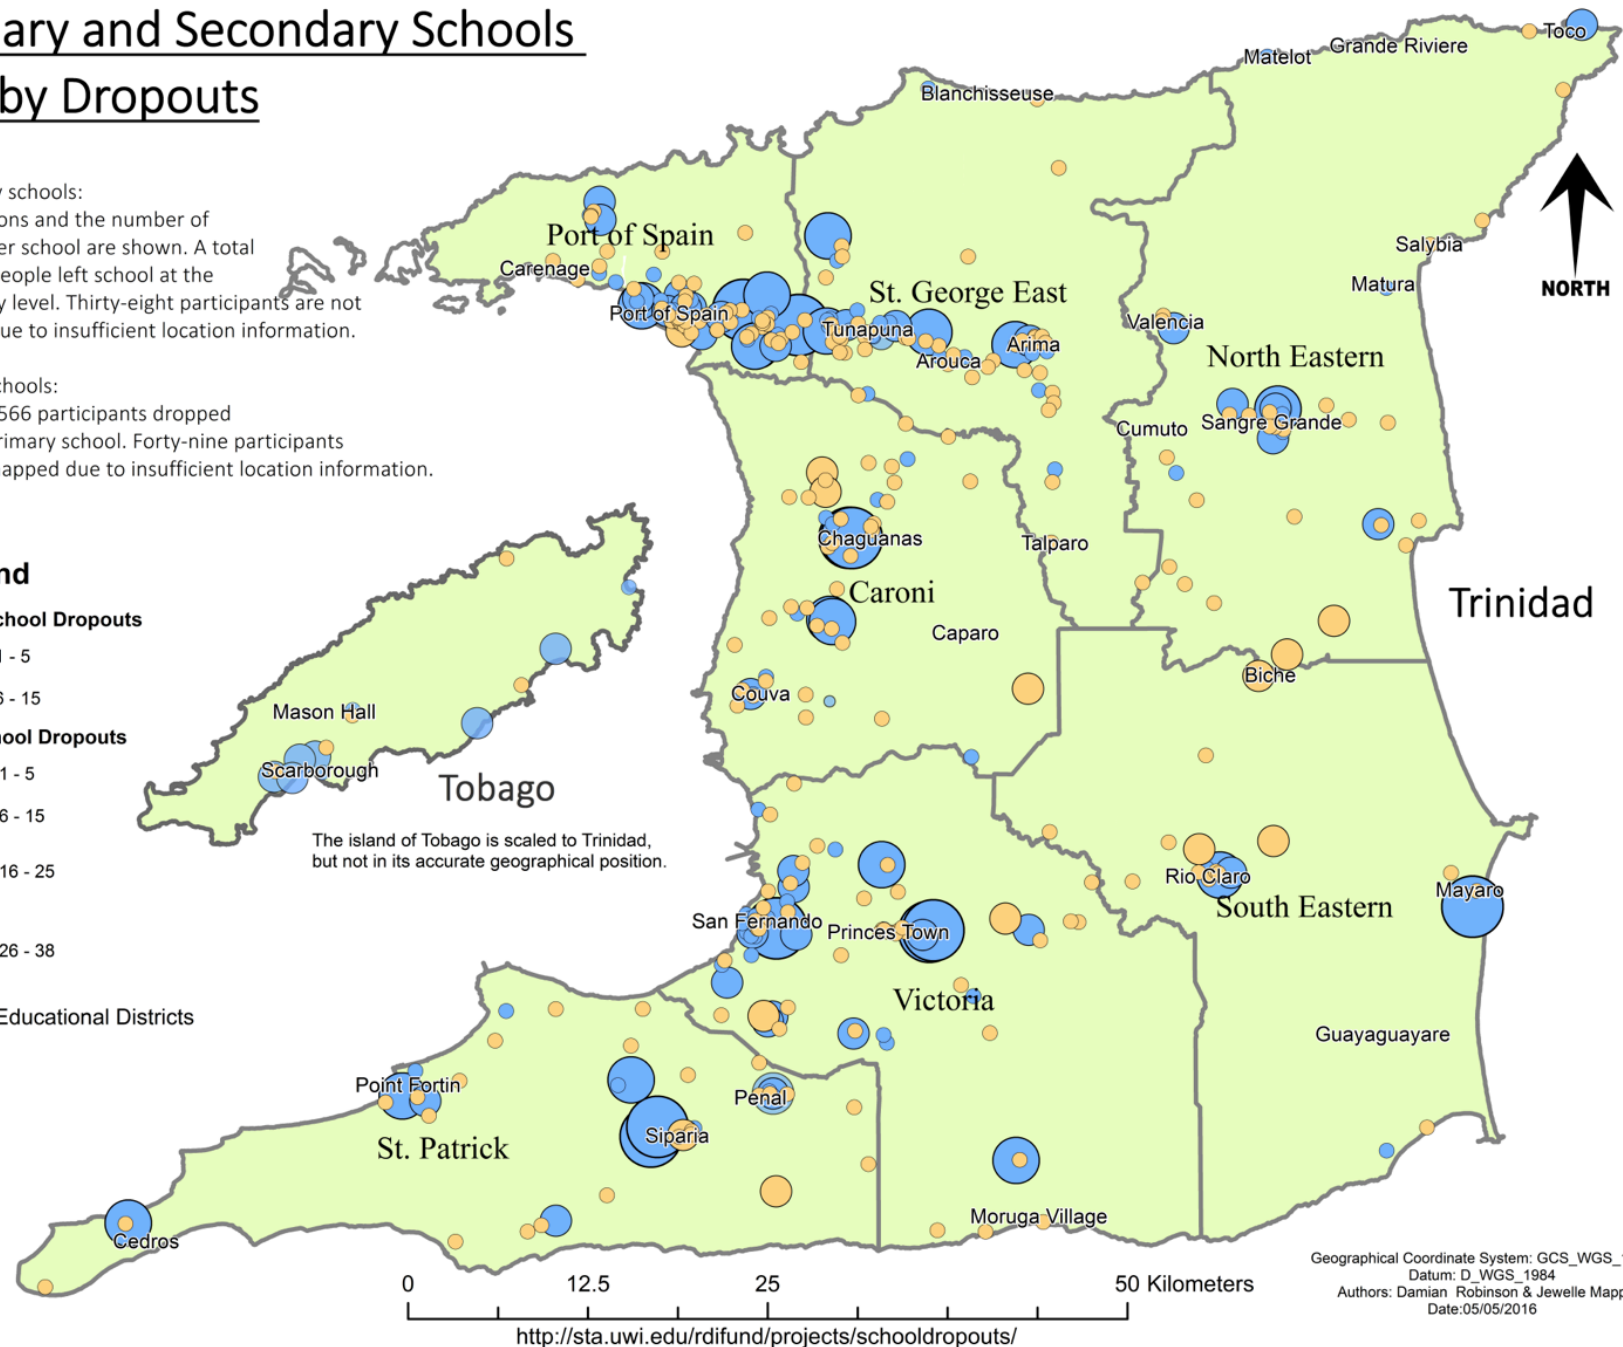 ary and Secondary Schools
by Dropouts
y schools:
ons and the number of
er school are shown. A total
eople left school at the
y level. Thirty-eight participants are not
ue to insufficient location information.
chools:
566 participants dropped
rimary school. Forty-nine participants
apped due to insufficient location information.
nd
chool Dropouts
1 - 5
6 - 15
hool Dropouts
1 - 5
6 - 15
16 - 25
26 - 38
Educational Districts
Toco
Grande Riviere
Matelot
Blanchisseuse
NORTH
Port of Spain
Carenage
Salybia
Matura
St. George East
Port of Spain
Tunapuna
Valencia
Arima
Arouca
North Eastern
Cumuto
Sangre Grande
Chaguanas
Talparo
Caroni
Trinidad
Caparo
Biche
Couva
Mason Hall
Scarborough
Tobago
The island of Tobago is scaled to Trinidad,
but not in its accurate geographical position.
Rio Claro
Mayaro
South Eastern
San Fernando
Princes Town
Victoria
Guayaguayare
Point Fortin
Penal
Siparia
St. Patrick
Moruga Village
Cedros
0 12.5 25 50 Kilometers
http://sta.uwi.edu/rdifund/projects/schooldropouts/
Geographical Coordinate System: GCS_WGS_
Datum: D_WGS_1984
Authors: Damian Robinson & Jewelle Mapp
Date:05/05/2016